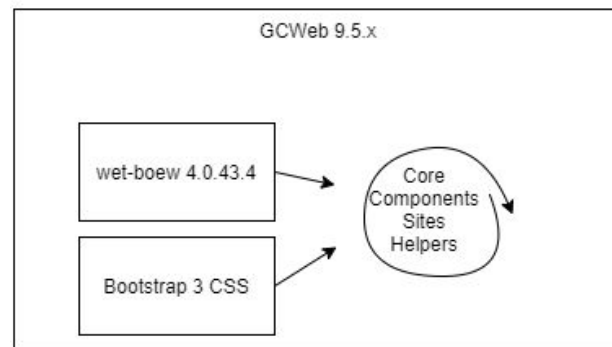 GCWeb 9.5.x
wet-boew 4.0.43.4
Bootstrap 3 CSS
Core
Components
Sites
Helpers